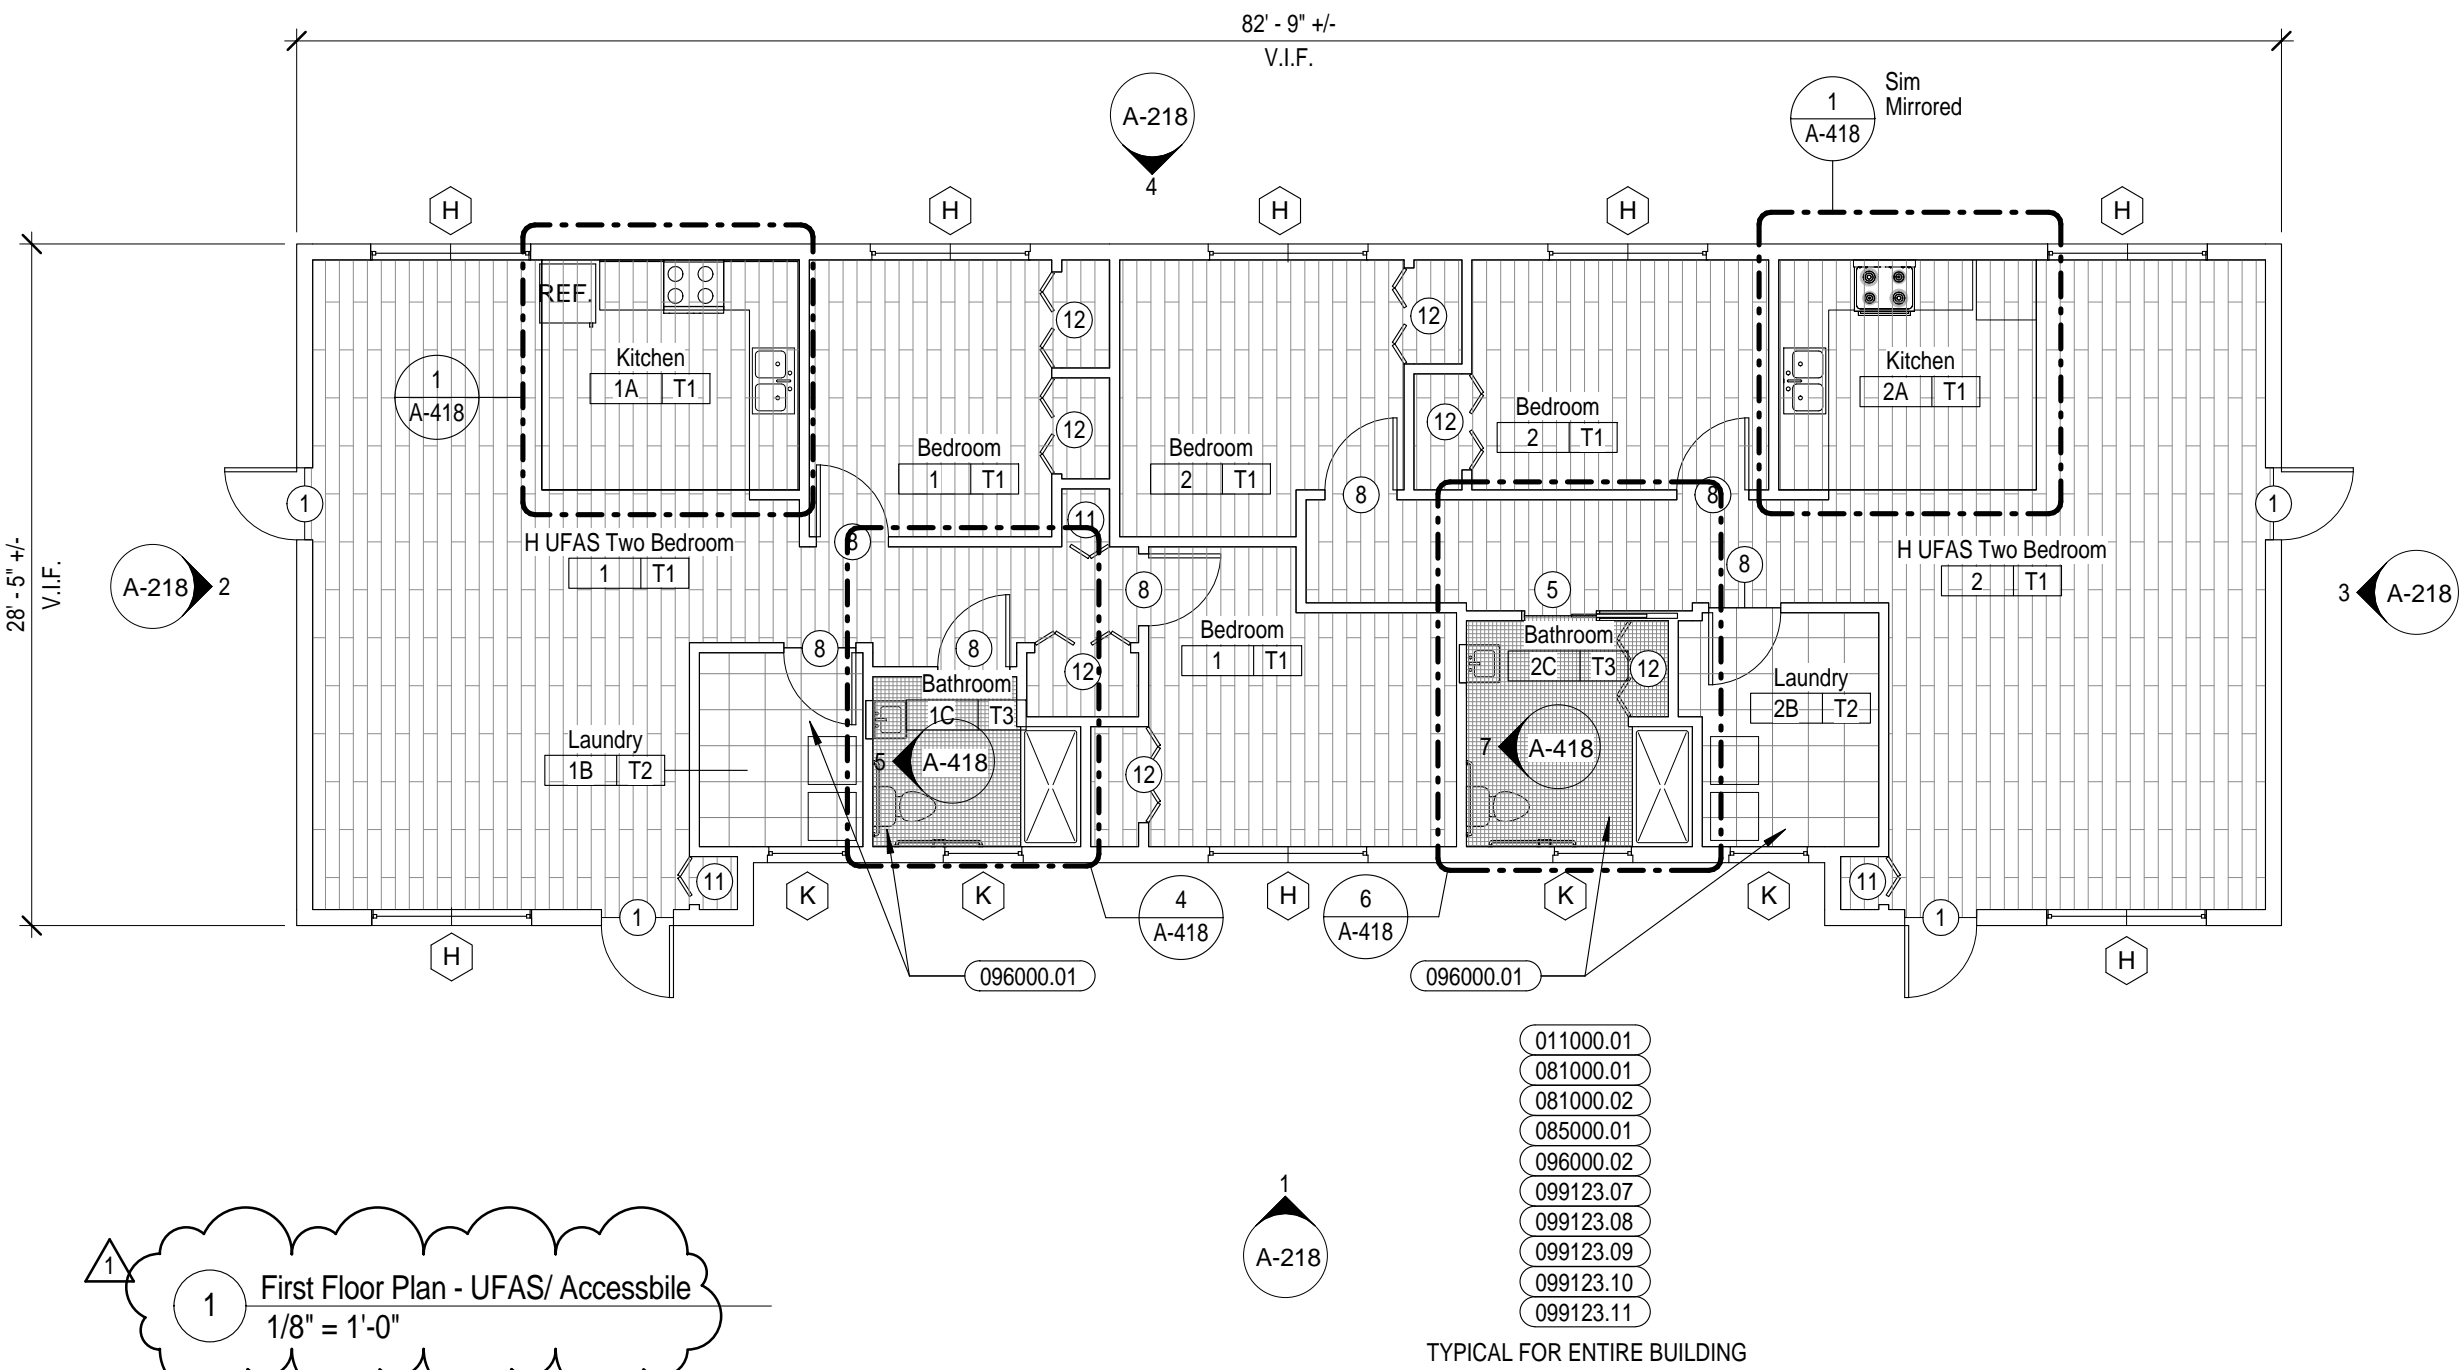 82' - 9" +/-
V.I.F.
A-218
4
1
A-418
Sim
Mirrored
H
H
H
H
H
28' - 5" +/-
V.I.F.
REF.
12
12
12
12
Kitchen
1A T1
1
A-418
Bedroom
1 T1
Bedroom
2 T1
Bedroom
2 T1
Kitchen
2A T1
1
8
11
8
8
1
H UFAS Two Bedroom
1 T1
H UFAS Two Bedroom
2 T1
A-218
2
3
A-218
8
5
8
8
8
12
Bedroom
1 T1
Bathroom
2C T3
12
Bathroom
1C T3
Laundry
2B T2
Laundry
1B T2
5
A-418
12
7
A-418
11
11
K
K
H
K
K
1
1
4
A-418
6
A-418
H
H
096000.01
096000.01
011000.01
081000.01
081000.02
085000.01
096000.02
099123.07
099123.08
099123.09
099123.10
099123.11
TYPICAL FOR ENTIRE BUILDING
1
A-218
1
1
First Floor Plan - UFAS/ Accessbile
1/8" = 1'-0"